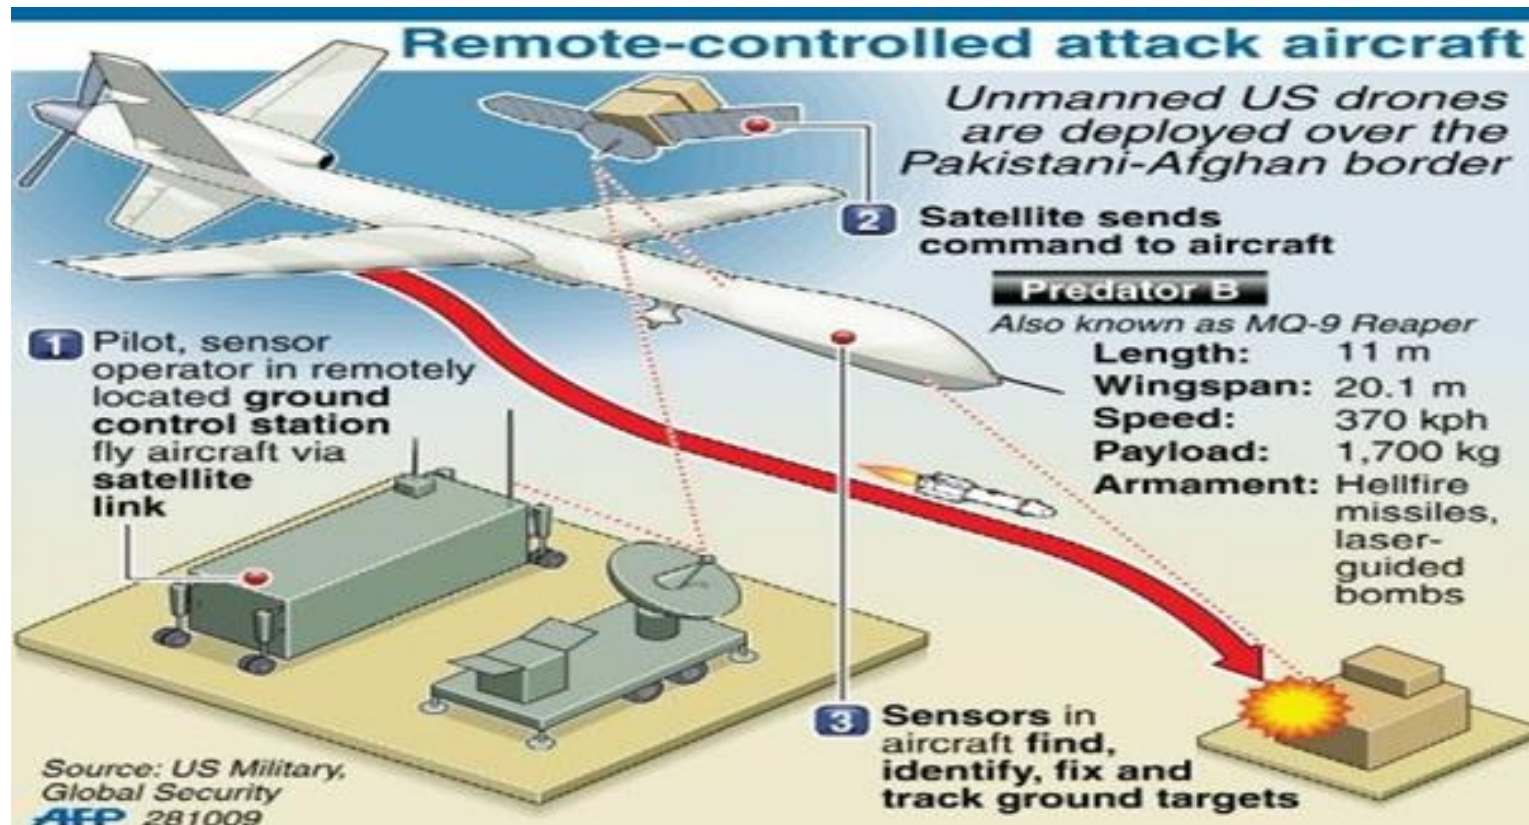 Remote-controlled attack aircraft
Unmanned US drones
are deployed over the
Pakistani-Afghan border
2 Satellite sends
command to aircraft
Predator B
Also known as MQ-9 Reaper
Length: 11 m
Wingspan: 20.1 m
Speed: 370 kph
Payload: 1,700 kg
Armament: Hellfire
missiles,
laser-
guided
bombs
1 Pilot, sensor
operator in remotely
located ground
control station
fly aircraft via
satellite
link
3 Sensors in
aircraft find,
identify, fix and
track ground targets
Source: US Military,
Global Security
AFP 281009